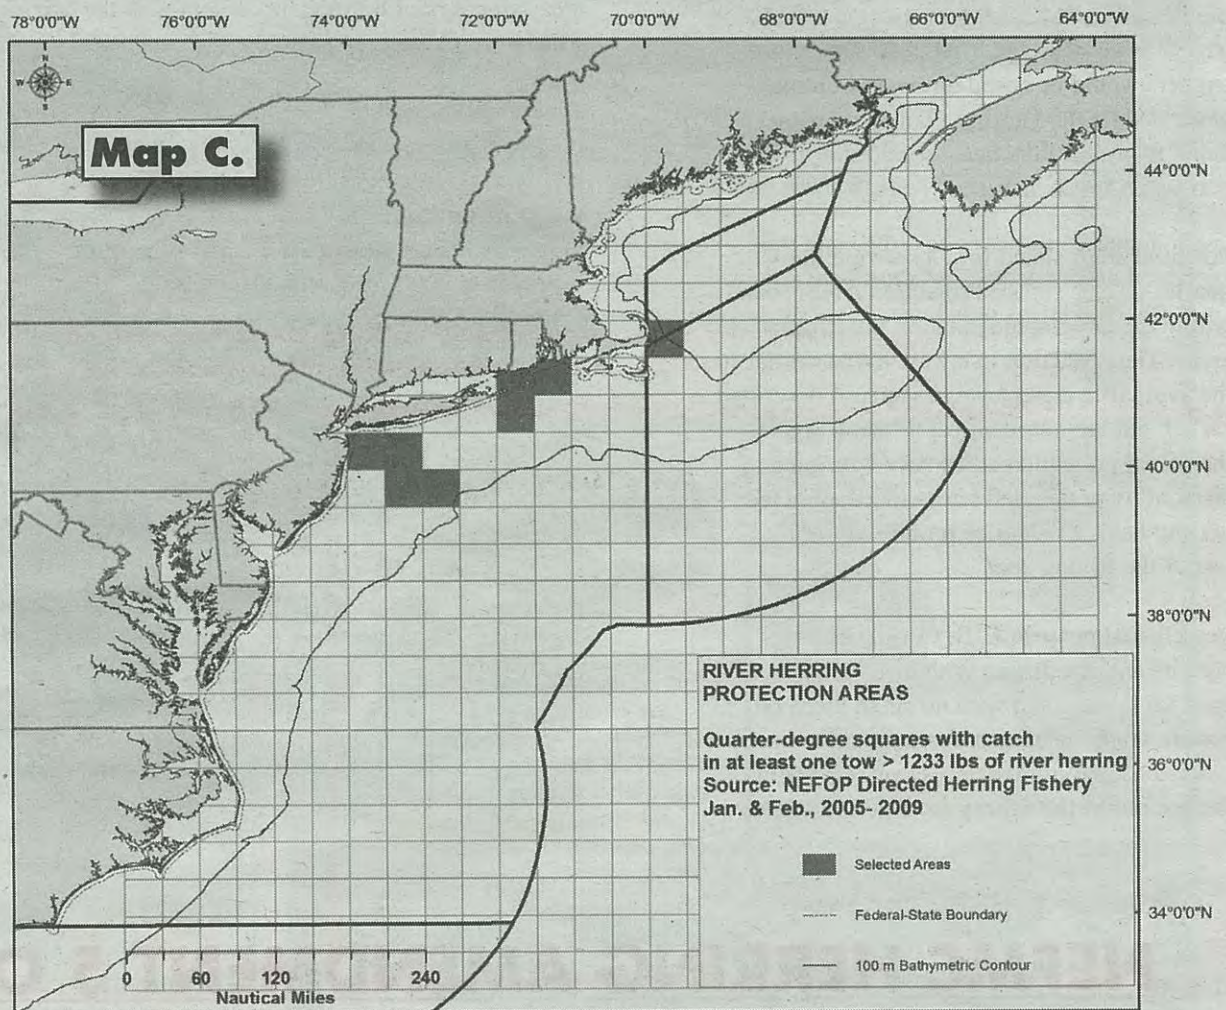 78°0'0"W 76°0'0"W 74°0'0"W 72°0'0"W 70°0'0"W 68°0'0"W 66°0'0"W 64°0'0"W
N
W E
S
Map C.
44°0'0"N
42°0'0"N
40°0'0"N
38°0'0"N
RIVER HERRING
PROTECTION AREAS
Quarter-degree squares with catch
in at least one tow > 1233 lbs of river herring
Source: NEFOP Directed Herring Fishery
Jan. & Feb., 2005- 2009
36°0'0"N
Selected Areas
Federal-State Boundary
34°0'0"N
100 m Bathymetric Contour
0 60 120 240
Nautical Miles